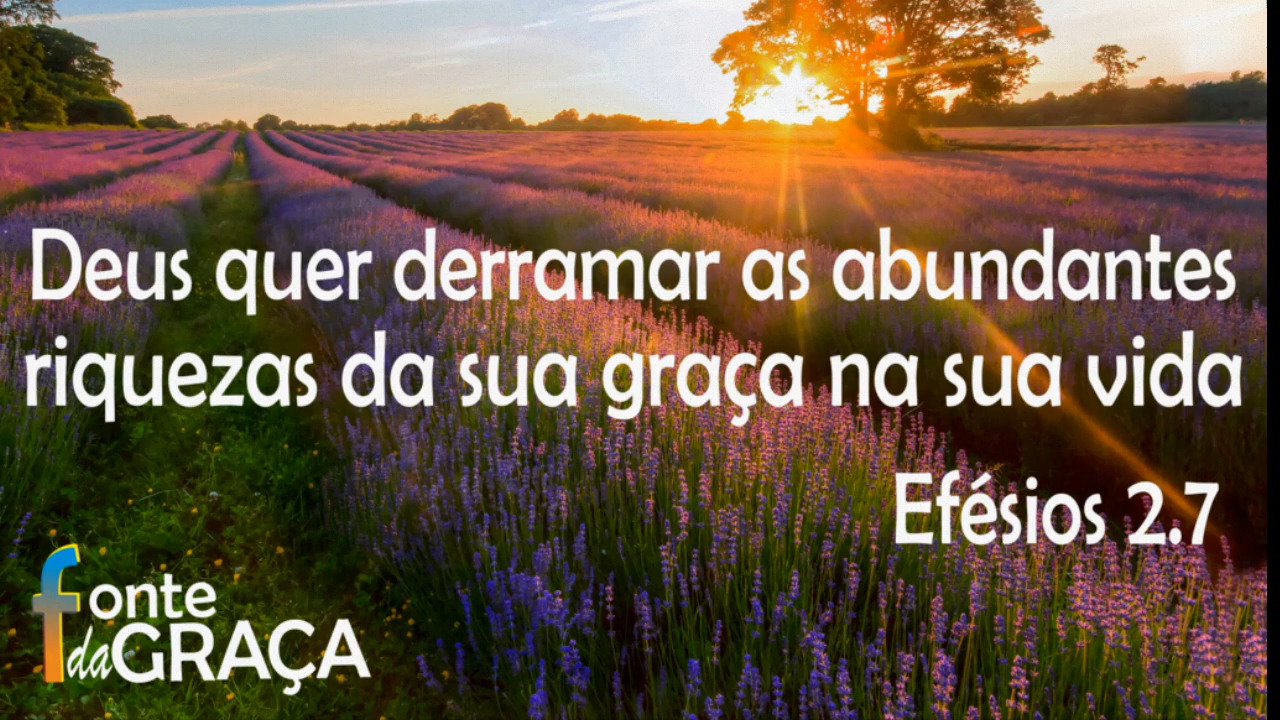 Deus quer derramar as abundantes
riquezas da sua graça na sua vida
Efésios 2.7
fonte
da GRAÇA